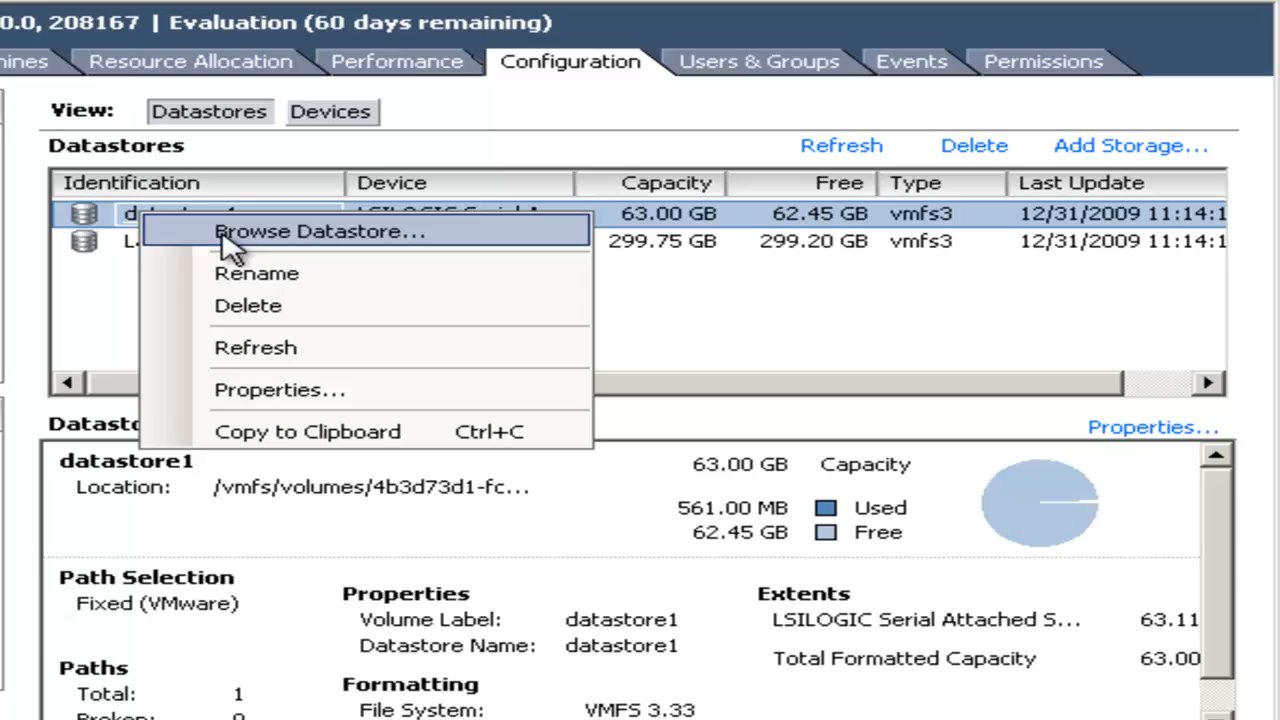 0.0, 208167 | Evaluation (60 days remaining)
nines Resource Allocation Performance Configuration Users & Groups Events Permissions
View: Datastores Devices
Datastores Refresh Delete Add Storage...
Identification Device Capacity Free Type Last Update
63.00 GB 62.45 GB vmfs3 12/31/2009 11:14:1
299.75 GB 299.20 GB vmfs3 12/31/2009 11:14:1
Browse Datastore...
Rename
Delete
Refresh
Properties...
Copy to Clipboard Ctrl+C
Datasto Properties...
datastore1 63.00 GB Capacity
Location: /vmfs/volumes/4b3d73d1-fc...
561.00 MB Used
62.45 GB Free
Path Selection
Fixed (VMware)
Paths
Total: 1
Properties
Volume Label: datastore1
Datastore Name: datastore1
Formatting
File System: VMFS 3.33
Extents
LSILOGIC Serial Attached S... 63.11
Total Formatted Capacity 63.00